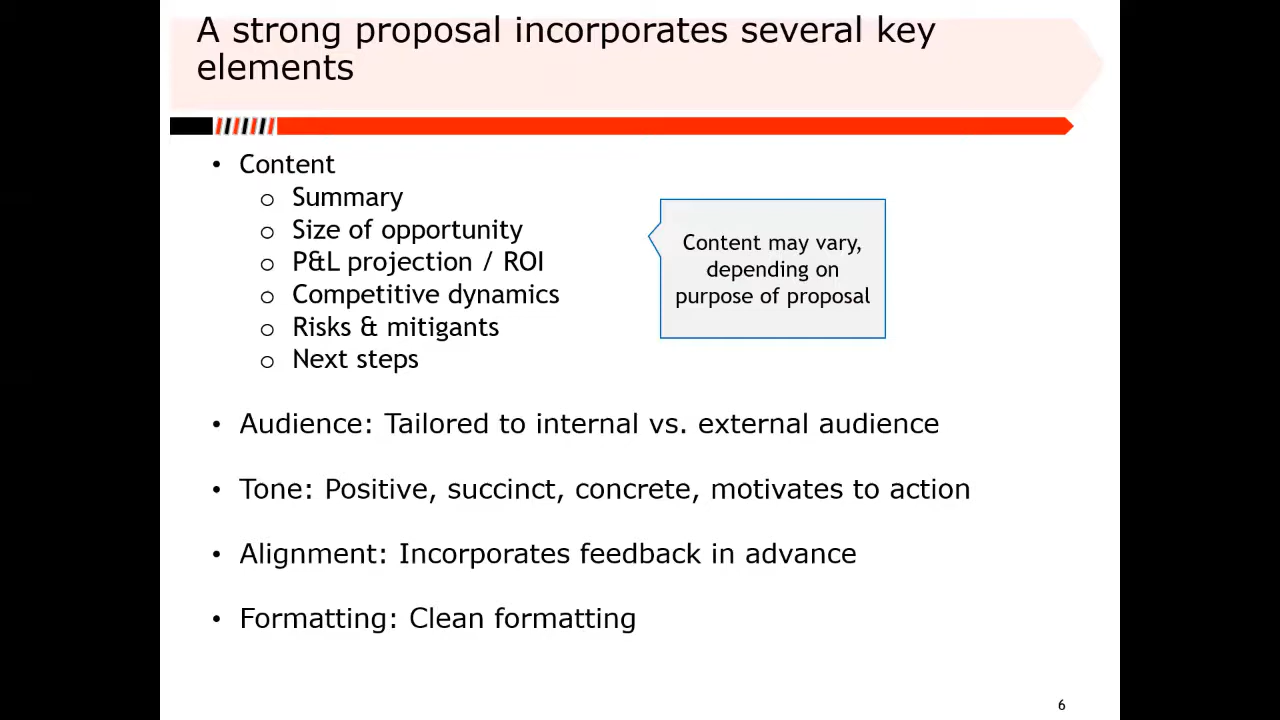 A strong proposal incorporates several key
elements
• Content
o Summary
o Size of opportunity
o P&L projection / ROI
o Competitive dynamics
o Risks & mitigants
o Next steps
Content may vary,
depending on
purpose of proposal
• Audience: Tailored to internal vs. external audience
• Tone: Positive, succinct, concrete, motivates to action
• Alignment: Incorporates feedback in advance
• Formatting: Clean formatting
6